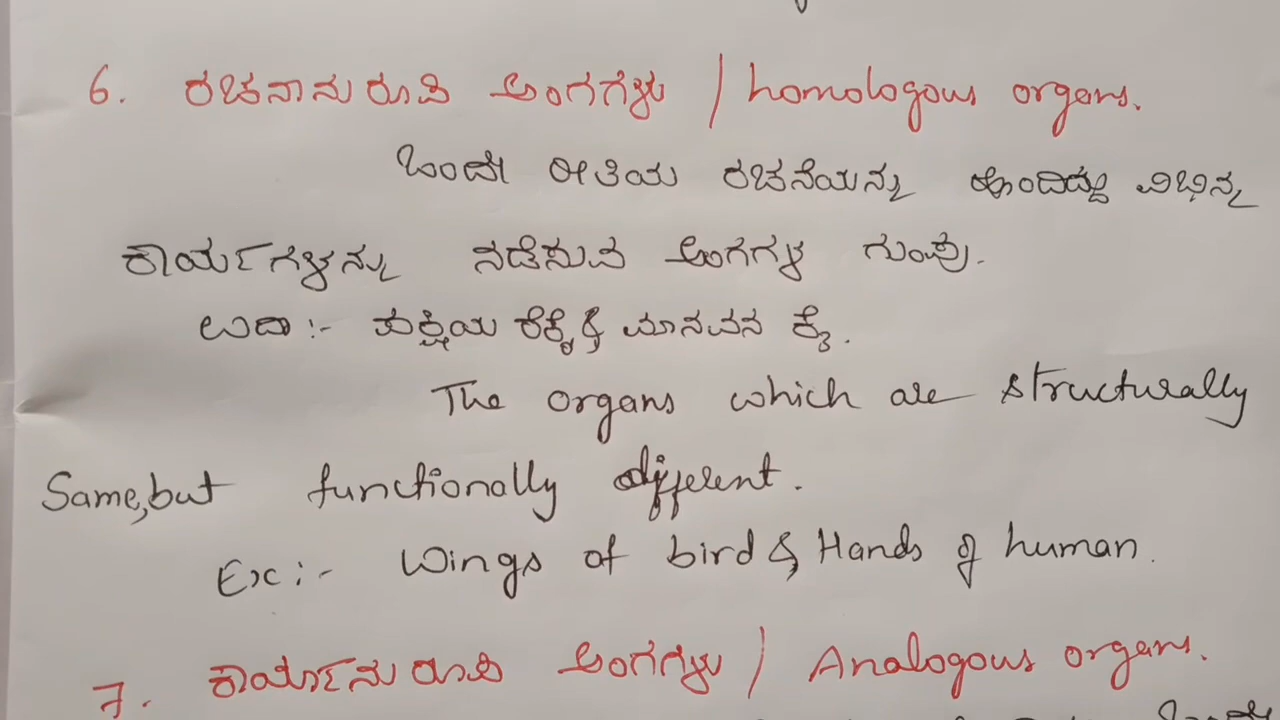 6. ರಚನಾನುರೂಪಿ ಅಂಗಗಳು / homologous organs.
ಒಂದೇ ರೀತಿಯ ರಚನೆಯನ್ನು ಹೊಂದಿದ್ದು ವಿಭಿನ್ನ
ಕಾರ್ಯಗಳನ್ನು ನಡೆಸುವ ಅಂಗಗಳ ಗುಂಪು.
ಉದಾ:- ಪಕ್ಷಿಯ ರೆಕ್ಕೆ & ಮಾನವನ ಕೈ.
The organs which are structurally
Same, but functionally different.
Ex:- Wings of bird & Hands of human.
7. ಕಾರ್ಯಾನುರೂಪಿ ಅಂಗಗಳು / Analogous organs.